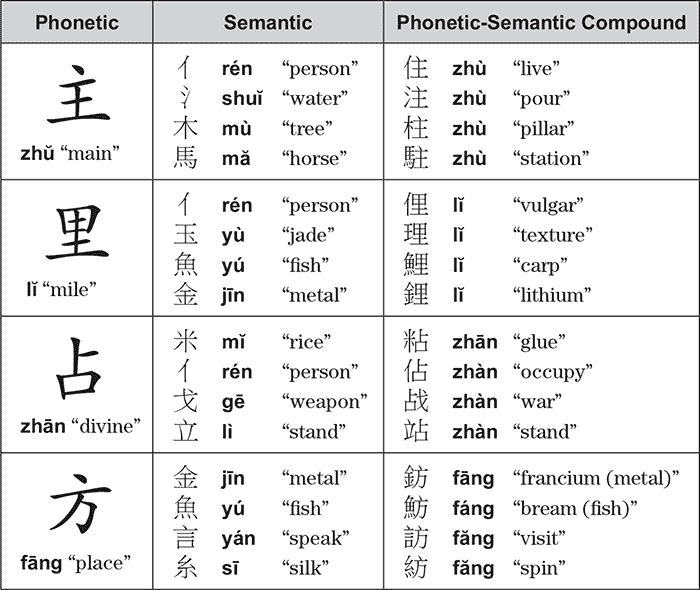 Phonetic Semantic Phonetic-Semantic Compound
主
zhǔ “main”
亻 rén “person”
氵 shuǐ “water”
木 mù “tree”
馬 mǎ “horse”
住 zhù “live”
注 zhù “pour”
柱 zhù “pillar”
駐 zhù “station”
里
lǐ “mile”
亻 rén “person”
玉 yù “jade”
魚 yú “fish”
金 jīn “metal”
俚 lǐ “vulgar”
理 lǐ “texture”
鯉 lǐ “carp”
鋰 lǐ “lithium”
占
zhān “divine”
米 mǐ “rice”
亻 rén “person”
戈 gē “weapon”
立 lì “stand”
粘 zhān “glue”
佔 zhàn “occupy”
战 zhàn “war”
站 zhàn “stand”
方
fāng “place”
金 jīn “metal”
魚 yú “fish”
言 yán “speak”
糸 sī “silk”
鈁 fāng “francium (metal)”
魴 fáng “bream (fish)”
訪 fǎng “visit”
紡 fǎng “spin”